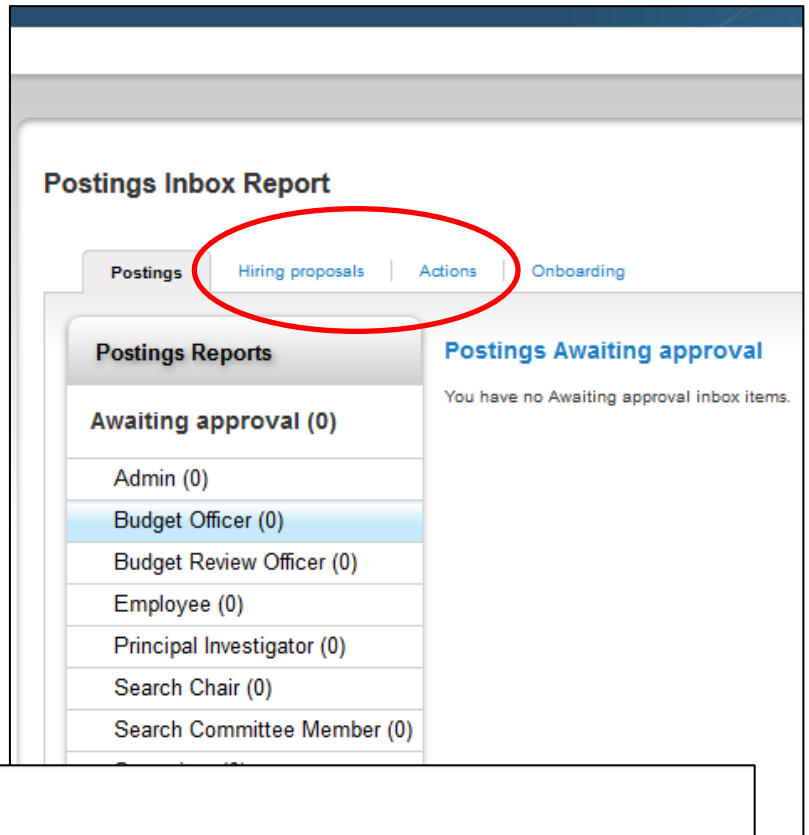 Postings Inbox Report
Postings Hiring proposals Actions Onboarding
Postings Reports
Awaiting approval (0)
Admin (0)
Budget Officer (0)
Budget Review Officer (0)
Employee (0)
Principal Investigator (0)
Search Chair (0)
Search Committee Member (0)
Postings Awaiting approval
You have no Awaiting approval inbox items.